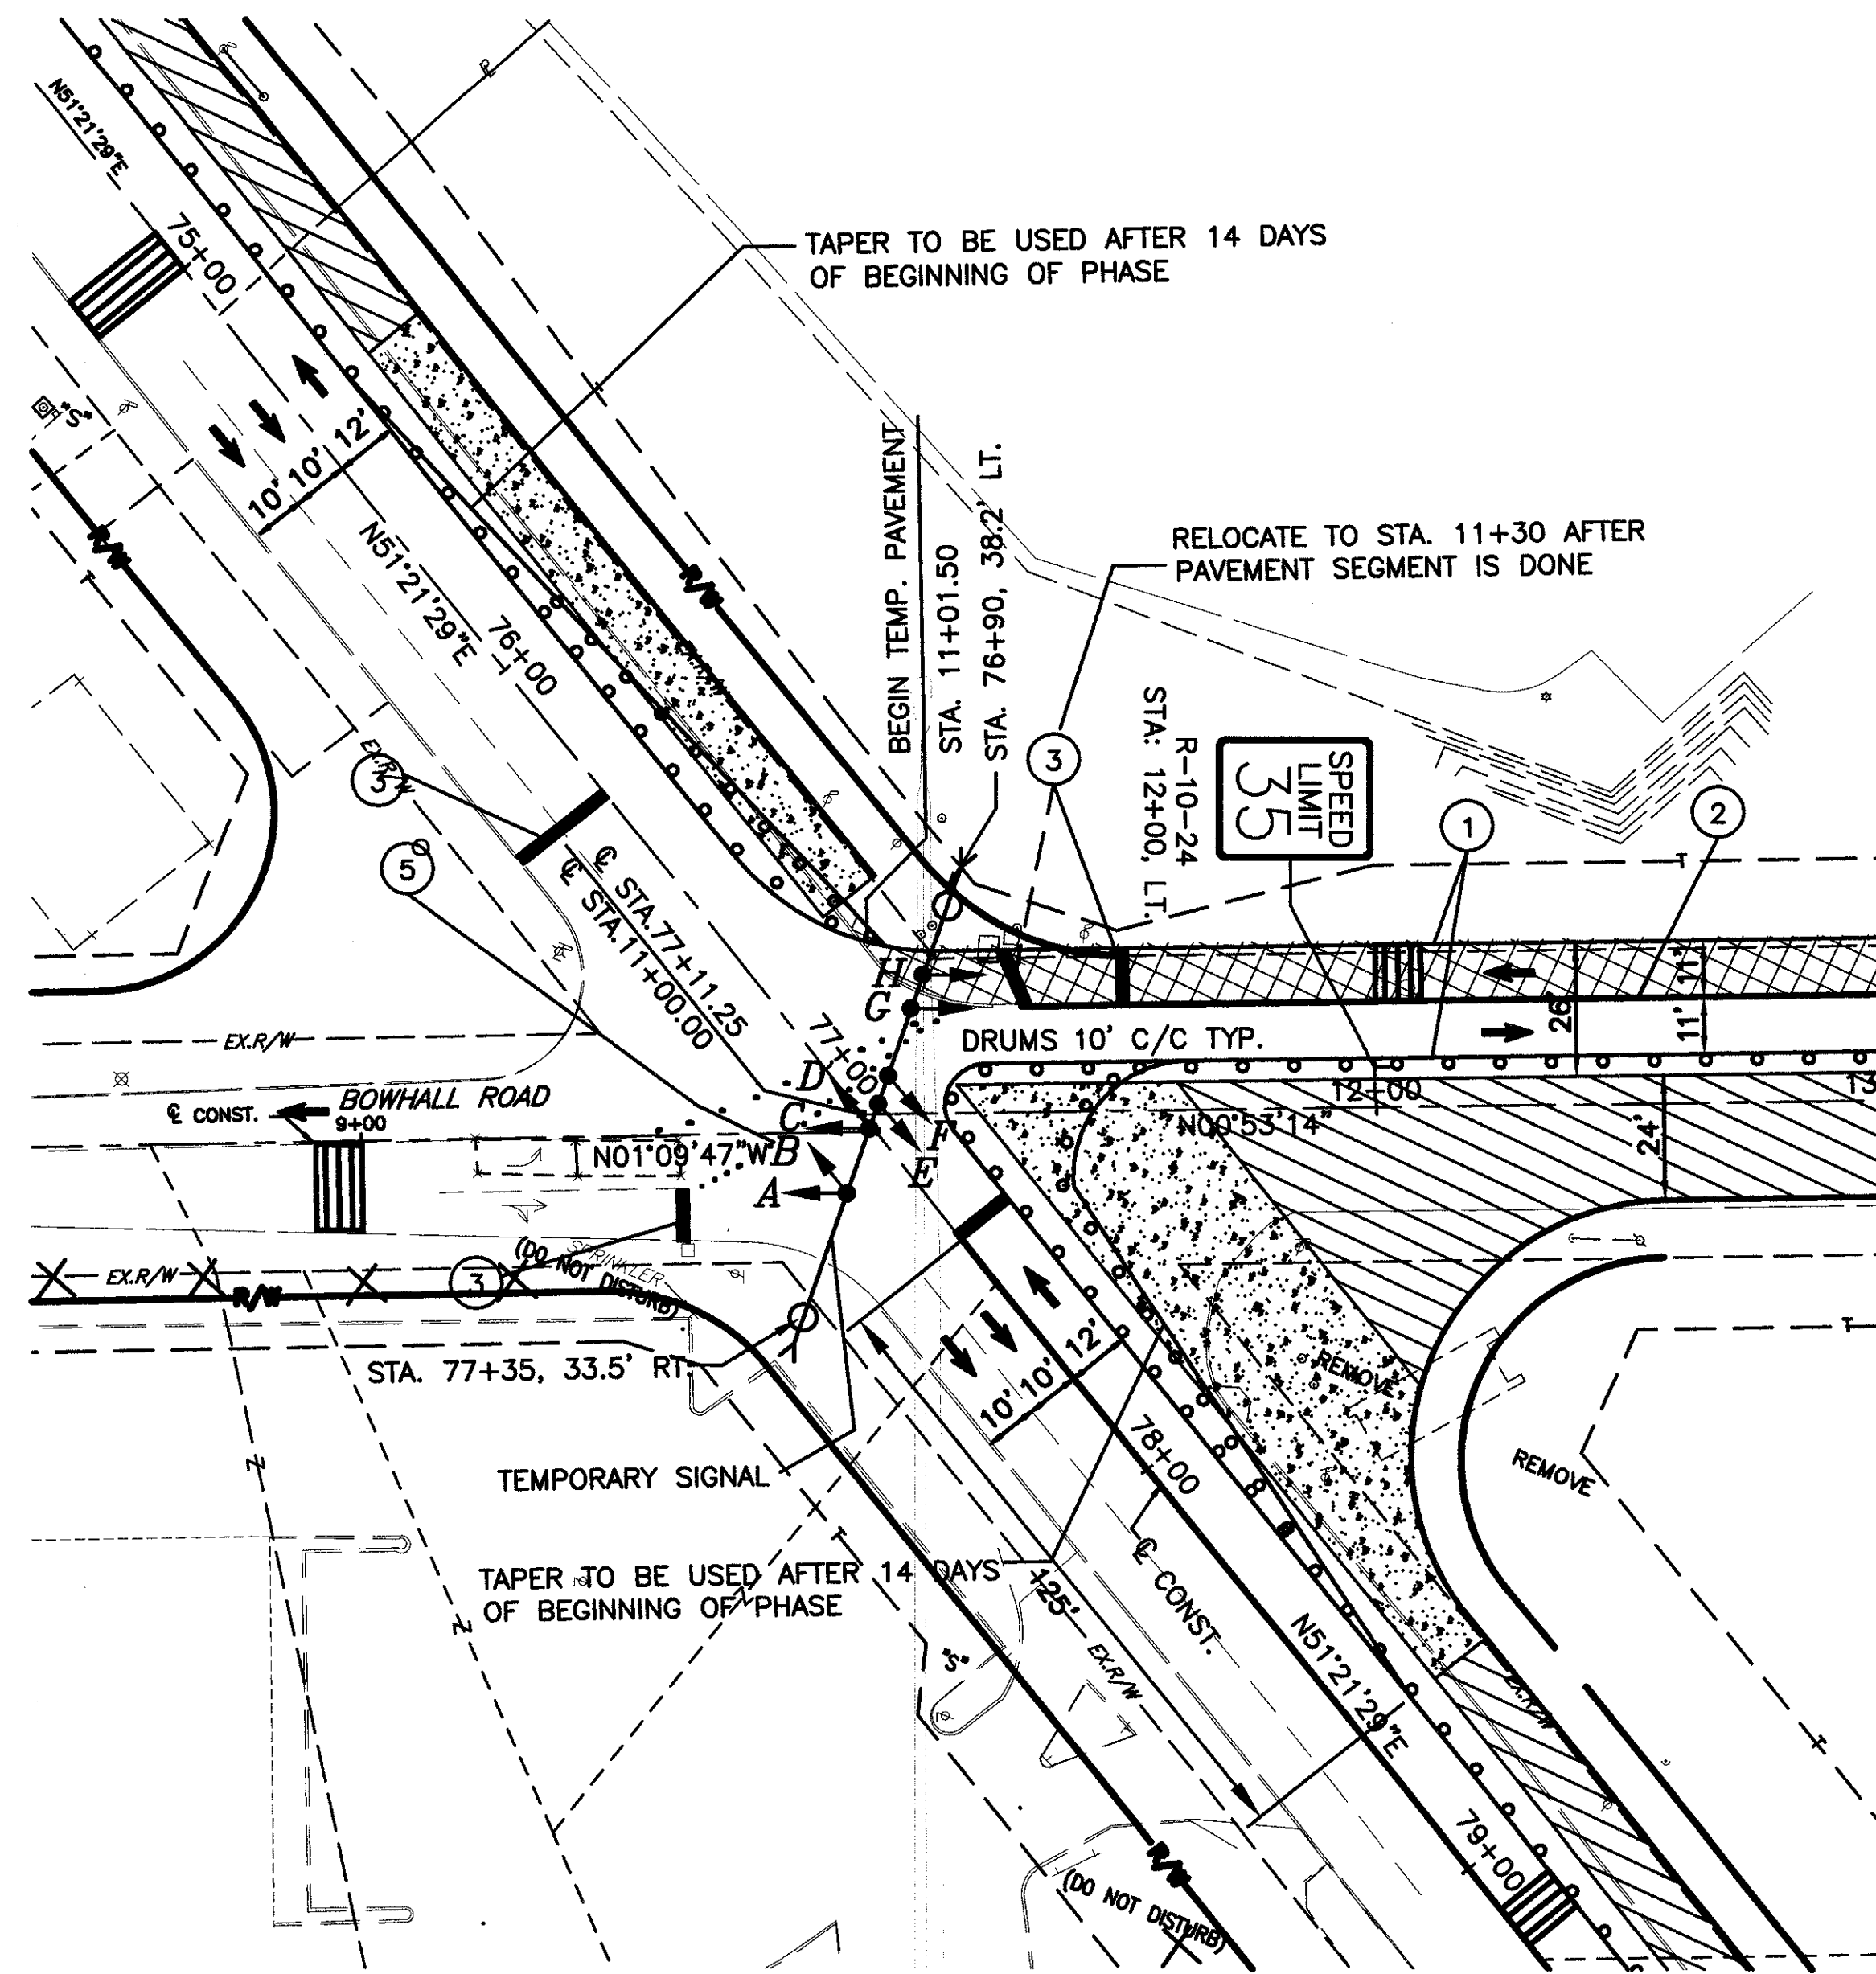 N51°21'29"E
75+00
TAPER TO BE USED AFTER 14 DAYS
OF BEGINNING OF PHASE
"S"
10' 10' 12'
R/W
N51°21'29"E
76+00
R/W
BEGIN TEMP. PAVEMENT
STA. 11+01.50
STA. 76+90, 38.2' LT.
RELOCATE TO STA. 11+30 AFTER
PAVEMENT SEGMENT IS DONE
3
R-10-24
STA: 12+00, LT.
SPEED
LIMIT
35
1
2
T
EX.R/W
3
5
℄ STA.77+11.25
℄ STA.11+00.00
77+00
H
G
D
C
B
A
F
E
DRUMS 10' C/C TYP.
26'
11'
11'
12+00
13
N00°53'14"
24'
EX.R/W
BOWHALL ROAD
℄ CONST.
9+00
N01°09'47"W
EX.R/W
R/W
3
SPRINKLER
(DO NOT DISTURB)
STA. 77+35, 33.5' RT.
10' 10' 12'
78+00
REMOVE
REMOVE
TEMPORARY SIGNAL
TAPER TO BE USED AFTER 14 DAYS
OF BEGINNING OF PHASE
125'
℄ CONST.
EX.R/W
N51°21'29"E
EX.R/W
"S"
79+00
R/W
(DO NOT DISTURB)